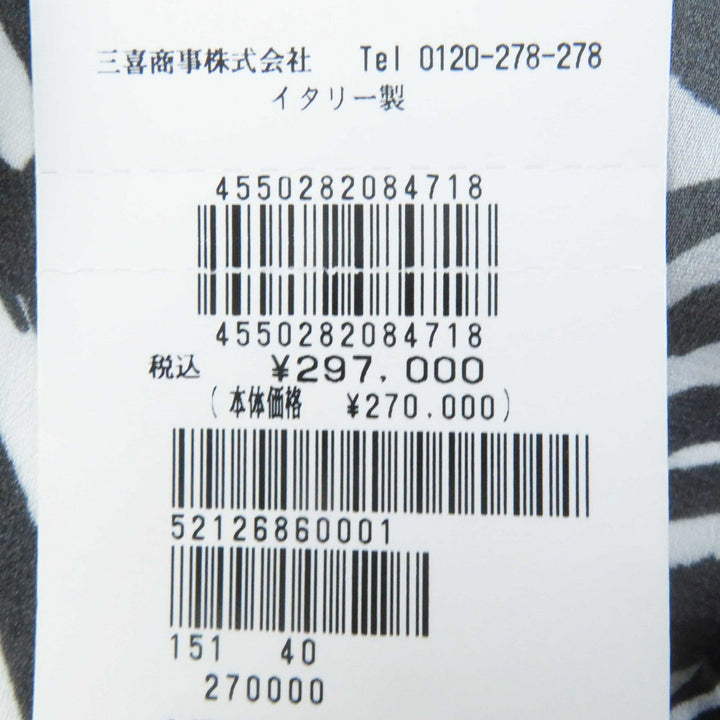 三喜商事株式会社 Tel 0120-278-278
イタリー製
4550282084718
4550282084718
税込 ¥297,000
(本体価格 ¥270,000)
52126860001
151 40
270000